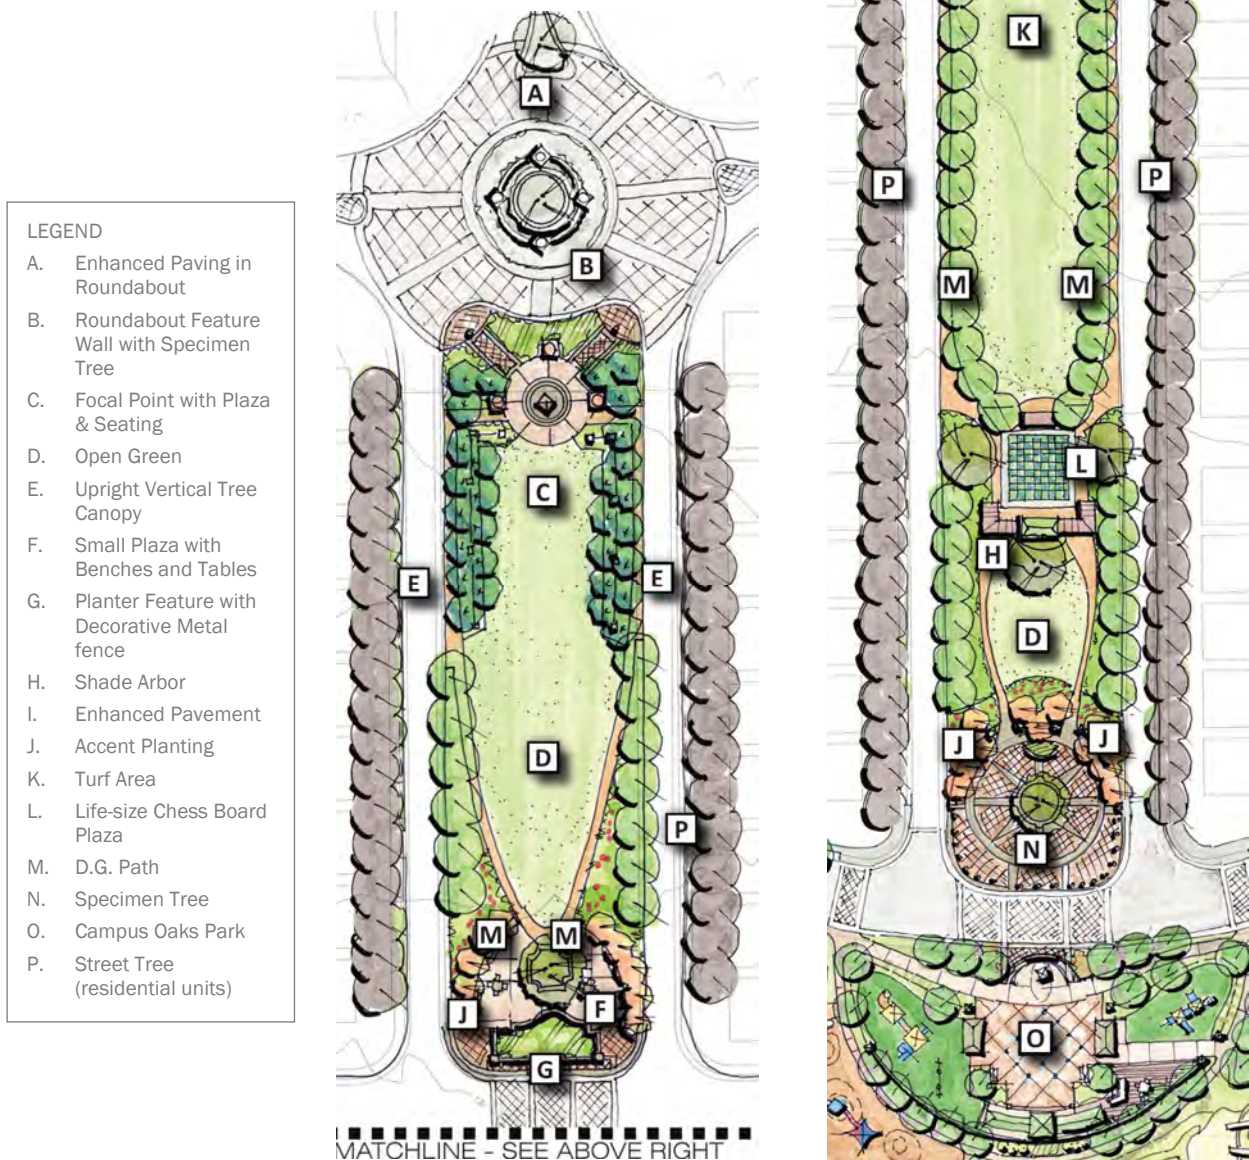 LEGEND
A. Enhanced Paving in
Roundabout
B. Roundabout Feature
Wall with Specimen
Tree
C. Focal Point with Plaza
& Seating
D. Open Green
E. Upright Vertical Tree
Canopy
F. Small Plaza with
Benches and Tables
G. Planter Feature with
Decorative Metal
fence
H. Shade Arbor
I. Enhanced Pavement
J. Accent Planting
K. Turf Area
L. Life-size Chess Board
Plaza
M. D.G. Path
N. Specimen Tree
O. Campus Oaks Park
P. Street Tree
(residential units)
A
B
C
E
E
D
P
M
M
J
F
G
MATCHLINE - SEE ABOVE RIGHT
K
P
P
M
M
L
H
D
J
J
N
O